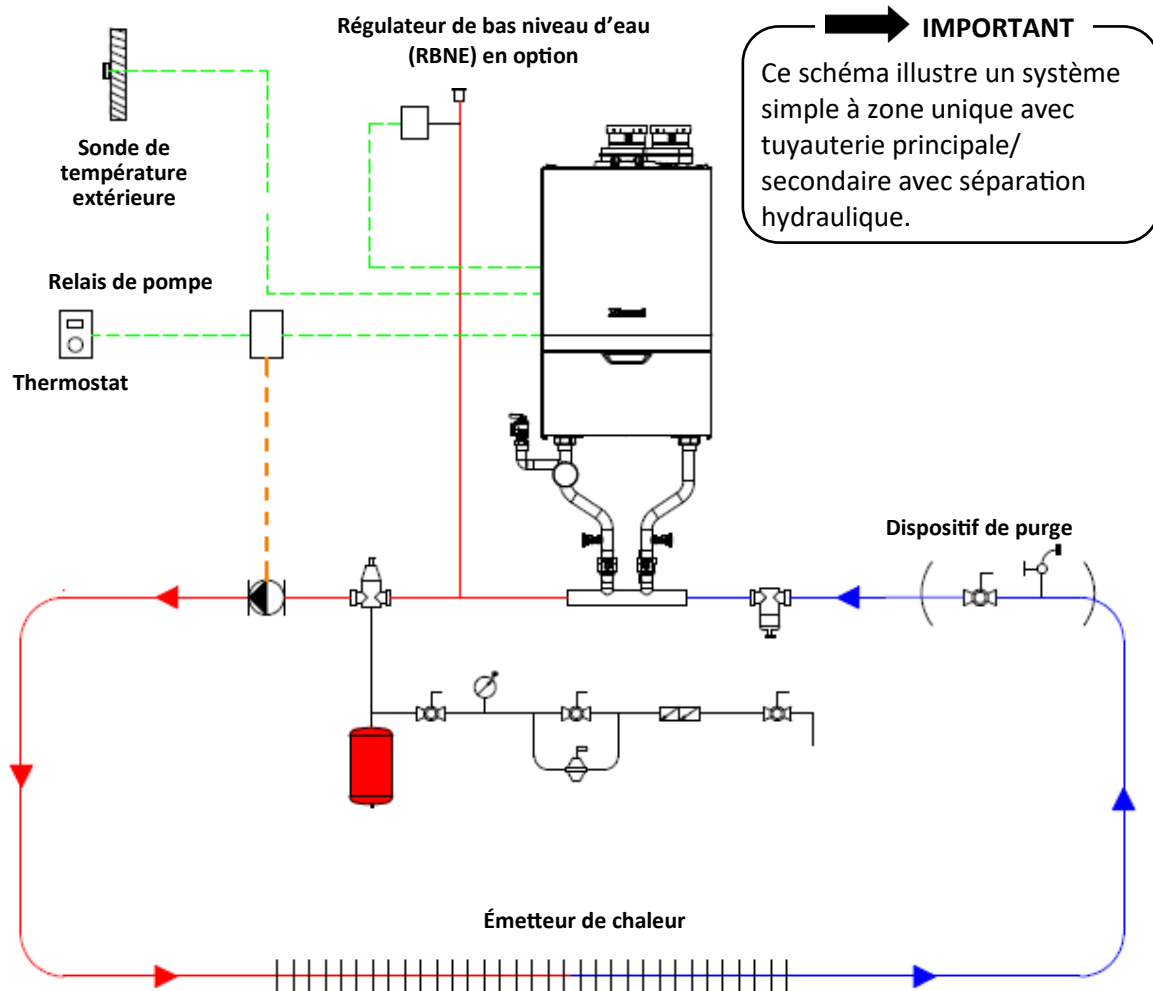 Régulateur de bas niveau d’eau
(RBNE) en option
IMPORTANT
Ce schéma illustre un système
simple à zone unique avec
tuyauterie principale/
secondaire avec séparation
hydraulique.
Sonde de
température
extérieure
Relais de pompe
Thermostat
Dispositif de purge
Émetteur de chaleur